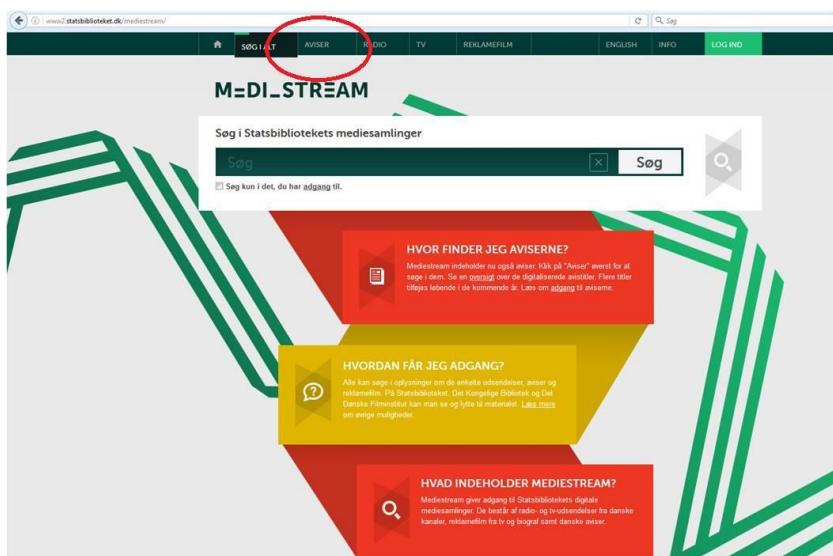 www2.statsbiblioteket.dk/mediestream/
Søg
SØG I ALT AVISER RADIO TV REKLAMEFILM ENGLISH INFO LOG IND
MEDI_STREAM
Søg i Statsbibliotekets mediesamlinger
Søg Søg
Søg kun i det, du har adgang til.
HVOR FINDER JEG AVISERNE?
Mediestream indeholder nu også aviser. Klik på "Aviser" øverst for at
søge i dem. Se en oversigt over de digitaliserede avistitler. Flere titler
tilføjes løbende i de kommende år. Læs om adgang til aviserne.
HVORDAN FÅR JEG ADGANG?
Alle kan søge i oplysninger om de enkelte udsendelser, aviser og
reklamefilm. På Statsbiblioteket, Det Kongelige Bibliotek og Det
Danske Filminstitut kan man se og lytte til materialet. Læs mere
om øvrige muligheder.
HVAD INDEHOLDER MEDIESTREAM?
Mediestream giver adgang til Statsbibliotekets digitale
mediesamlinger. De består af radio- og tv-udsendelser fra danske
kanaler, reklamefilm fra tv og biograf samt danske aviser.